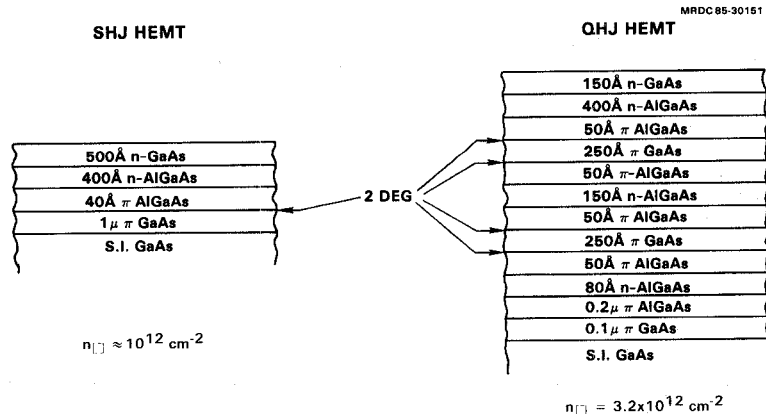 MRDC 85-30151
SHJ HEMT
QHJ HEMT
500Å n-GaAs
400Å n-AlGaAs
40Å π AlGaAs
1μ π GaAs
S.I. GaAs
n[] ≈ 10¹² cm⁻²
2 DEG
150Å n-GaAs
400Å n-AlGaAs
50Å π AlGaAs
250Å π GaAs
50Å π-AlGaAs
150Å n-AlGaAs
50Å π AlGaAs
250Å π GaAs
50Å π AlGaAs
80Å n-AlGaAs
0.2μ π AlGaAs
0.1μ π GaAs
S.I. GaAs
n[] = 3.2x10¹² cm⁻²